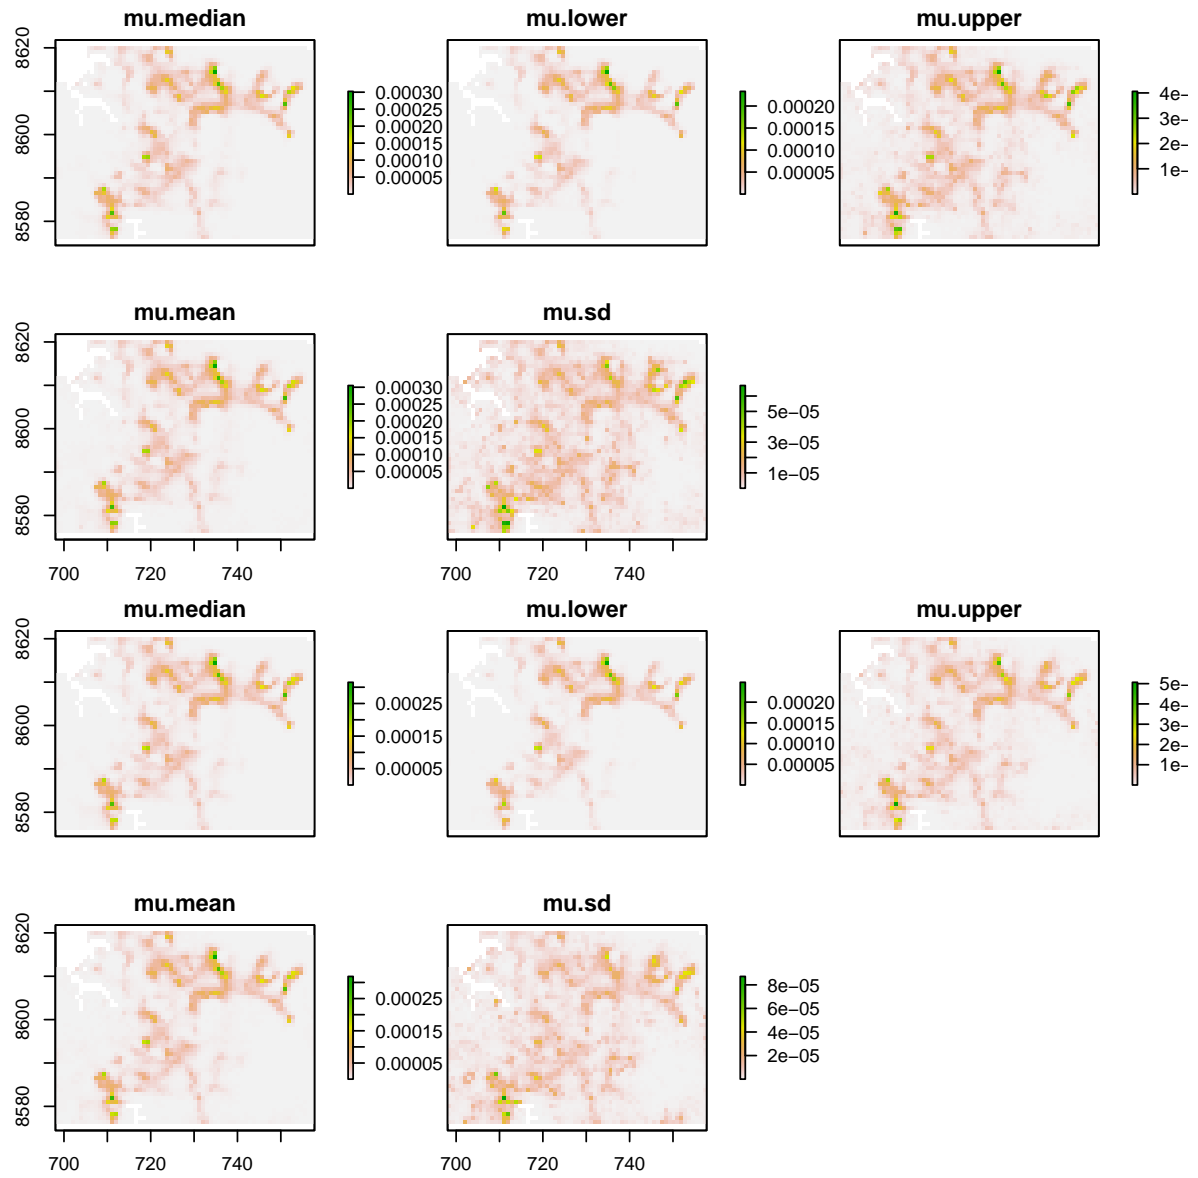 mu.median mu.lower mu.upper
8620
8600
8580
0.00030
0.00025
0.00020
0.00015
0.00010
0.00005
0.00020
0.00015
0.00010
0.00005
4e-
3e-
2e-
1e-
mu.mean mu.sd
8620
8600
8580
0.00030
0.00025
0.00020
0.00015
0.00010
0.00005
5e−05
3e−05
1e−05
700 720 740 700 720 740
mu.median mu.lower mu.upper
8620
8600
8580
0.00025
0.00015
0.00005
0.00020
0.00015
0.00010
0.00005
5e-
4e-
3e-
2e-
1e-
mu.mean mu.sd
8620
8600
8580
0.00025
0.00015
0.00005
8e−05
6e−05
4e−05
2e−05
700 720 740 700 720 740